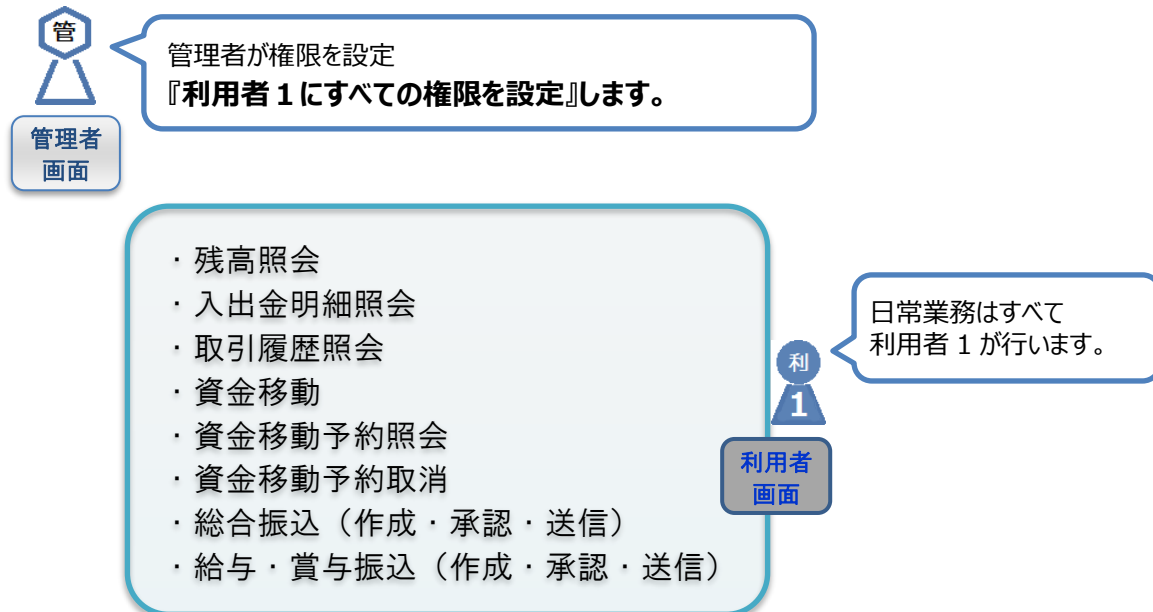 管
管理者が権限を設定
『利用者1にすべての権限を設定』します。
管理者
画面
・残高照会
・入出金明細照会
・取引履歴照会
・資金移動
・資金移動予約照会
・資金移動予約取消
・総合振込（作成・承認・送信）
・給与・賞与振込（作成・承認・送信）
日常業務はすべて
利用者 1 が行います。
利
1
利用者
画面